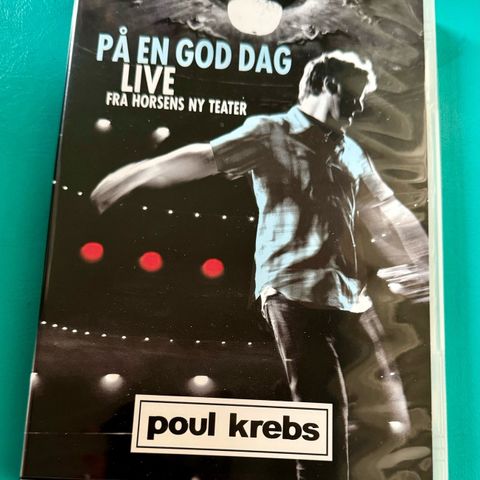 PÅ EN GOD DAG
LIVE
FRA HORSENS NY TEATER
poul krebs